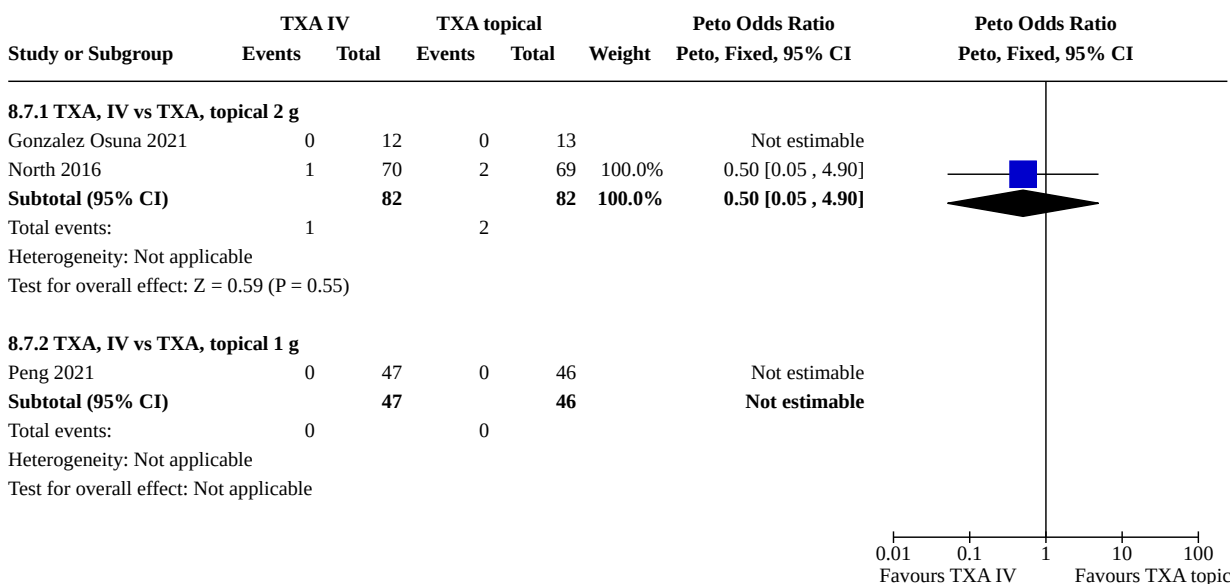 TXA IV TXA topical Peto Odds Ratio Peto Odds Ratio
Study or Subgroup Events Total Events Total Weight Peto, Fixed, 95% CI Peto, Fixed, 95% CI
8.7.1 TXA, IV vs TXA, topical 2 g
Gonzalez Osuna 2021 0 12 0 13 Not estimable
North 2016 1 70 2 69 100.0% 0.50 [0.05 , 4.90]
Subtotal (95% CI) 82 82 100.0% 0.50 [0.05 , 4.90]
Total events: 1 2
Heterogeneity: Not applicable
Test for overall effect: Z = 0.59 (P = 0.55)
8.7.2 TXA, IV vs TXA, topical 1 g
Peng 2021 0 47 0 46 Not estimable
Subtotal (95% CI) 47 46 Not estimable
Total events: 0 0
Heterogeneity: Not applicable
Test for overall effect: Not applicable
0.01 0.1 1 10 100
Favours TXA IV Favours TXA topic